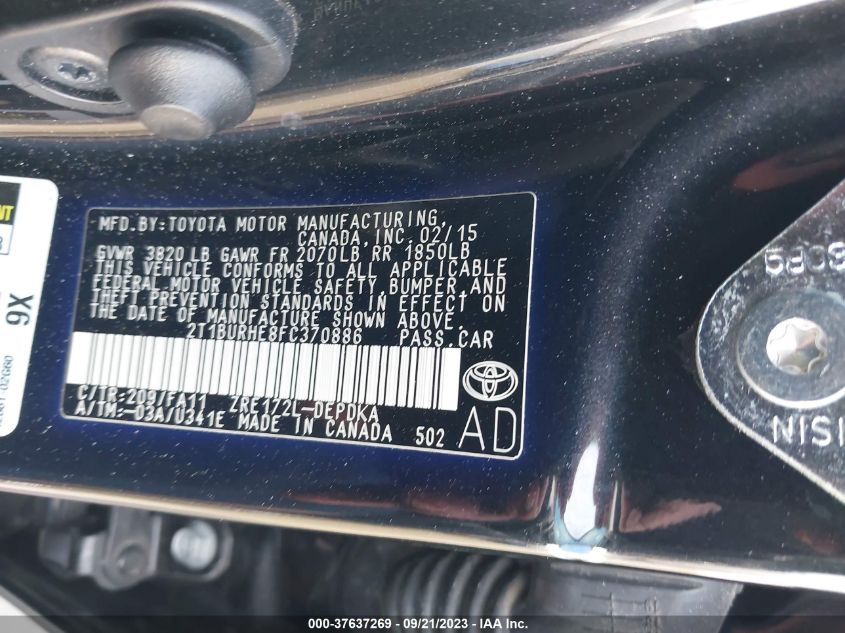 MFD.BY:TOYOTA MOTOR MANUFACTURING,
CANADA,INC. 02/15
GVWR 3820 LB GAWR FR 2070LB RR 1850LB
THIS VEHICLE CONFORMS TO ALL APPLICABLE
FEDERAL MOTOR VEHICLE SAFETY,BUMPER,AND
THEFT PREVENTION STANDARDS IN EFFECT ON
THE DATE OF MANUFACTURE SHOWN ABOVE.
2T1BURHE8FC370886 PASS.CAR
C/TR:209/FA11 ZRE172L-DEPDKA
A/TM:-03A/U341E MADE IN CANADA 502 AD
NT
9X
000-37637269 - 09/21/2023 - IAA Inc.